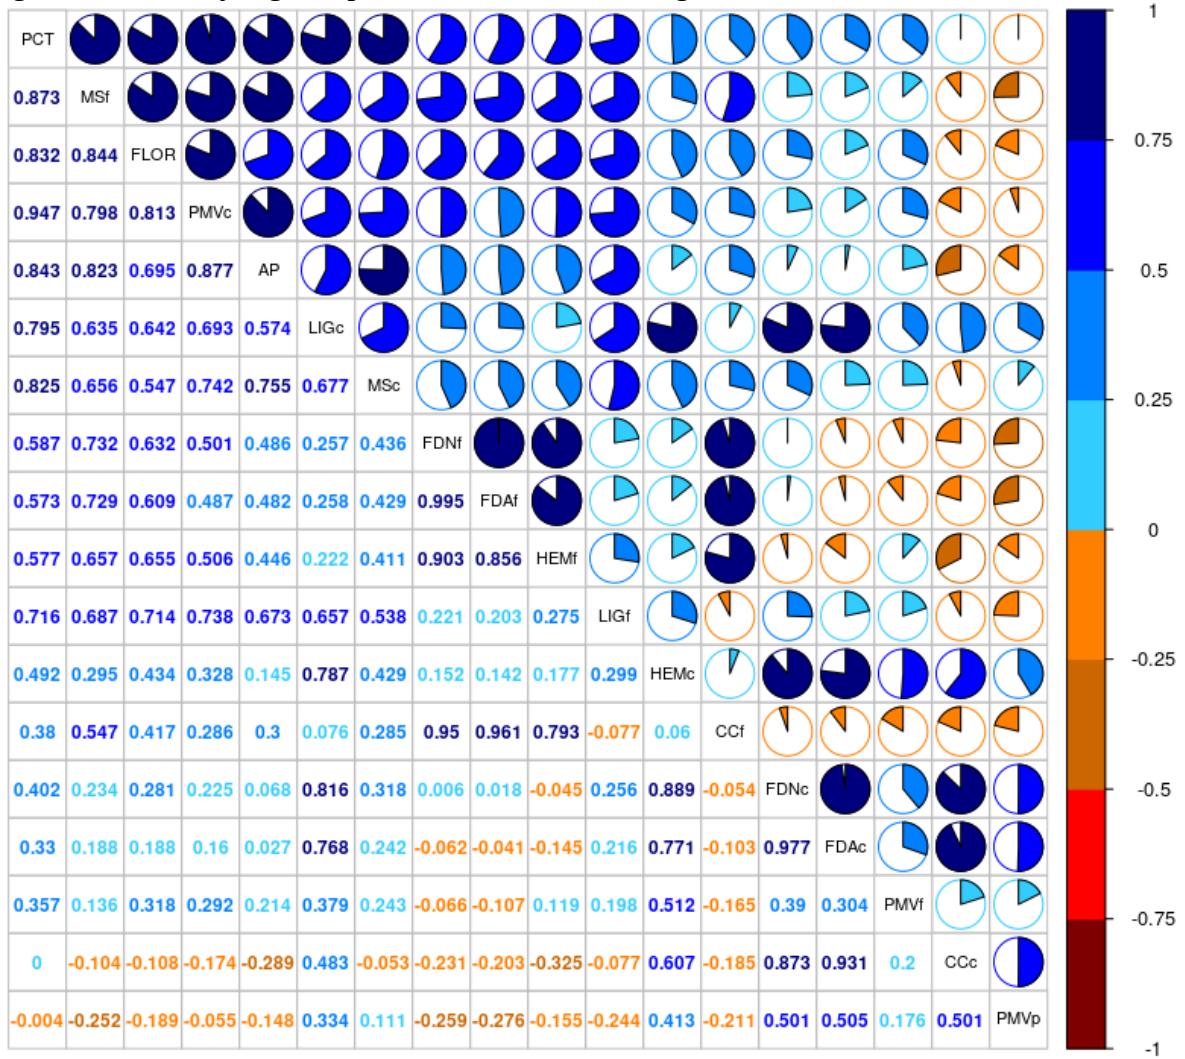 PCT
0.873 MSf
0.832 0.844 FLOR
0.947 0.798 0.813 PMVc
0.843 0.823 0.695 0.877 AP
0.795 0.635 0.642 0.693 0.574 LIGc
0.825 0.656 0.547 0.742 0.755 0.677 MSc
0.587 0.732 0.632 0.501 0.486 0.257 0.436 FDNf
0.573 0.729 0.609 0.487 0.482 0.258 0.429 0.995 FDAf
0.577 0.657 0.655 0.506 0.446 0.222 0.411 0.903 0.856 HEMf
0.716 0.687 0.714 0.738 0.673 0.657 0.538 0.221 0.203 0.275 LIGf
0.492 0.295 0.434 0.328 0.145 0.787 0.429 0.152 0.142 0.177 0.299 HEMc
0.38 0.547 0.417 0.286 0.3 0.076 0.285 0.95 0.961 0.793 -0.077 0.06 CCf
0.402 0.234 0.281 0.225 0.068 0.816 0.318 0.006 0.018 -0.045 0.256 0.889 -0.054 FDNc
0.33 0.188 0.188 0.16 0.027 0.768 0.242 -0.062 -0.041 -0.145 0.216 0.771 -0.103 0.977 FDAc
0.357 0.136 0.318 0.292 0.214 0.379 0.243 -0.066 -0.107 0.119 0.198 0.512 -0.165 0.39 0.304 PMVf
0 -0.104 -0.108 -0.174 -0.289 0.483 -0.053 -0.231 -0.203 -0.325 -0.077 0.607 -0.185 0.873 0.931 0.2 CCc
-0.004 -0.252 -0.189 -0.055 -0.148 0.334 0.111 -0.259 -0.276 -0.155 -0.244 0.413 -0.211 0.501 0.505 0.176 0.501 PMVp
1
0.75
0.5
0.25
0
-0.25
-0.5
-0.75
-1